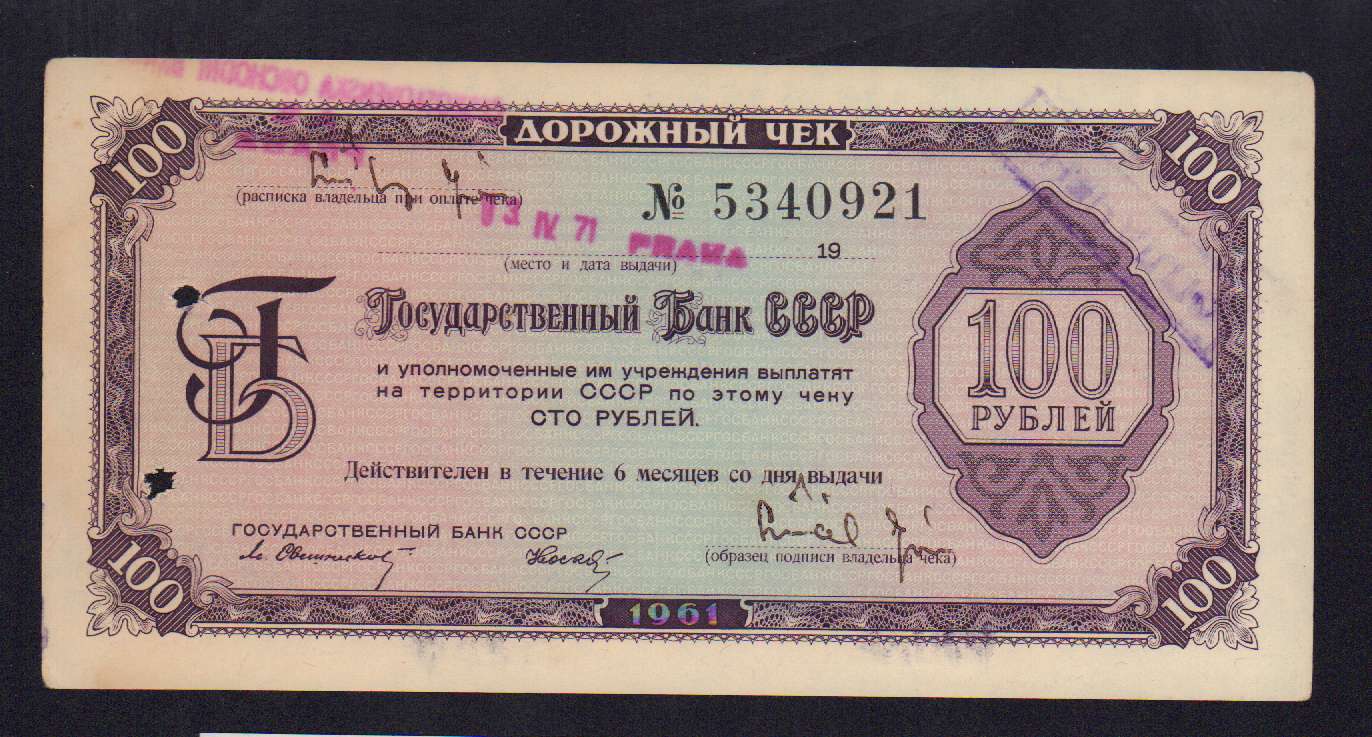 100
ДОРОЖНЫЙ ЧЕК
100
(расписка владельца при оплате чека)
№ 5340921
13 IV 71 PRAHA
19
(место и дата выдачи)
ГБ
Государственный Банк СССР
и уполномоченные им учреждения выплатят
на территории СССР по этому чеку
СТО РУБЛЕЙ.
100
РУБЛЕЙ
Действителен в течение 6 месяцев со дня выдачи
ГОСУДАРСТВЕННЫЙ БАНК СССР
(образец подписи владельца чека)
100
1961
100